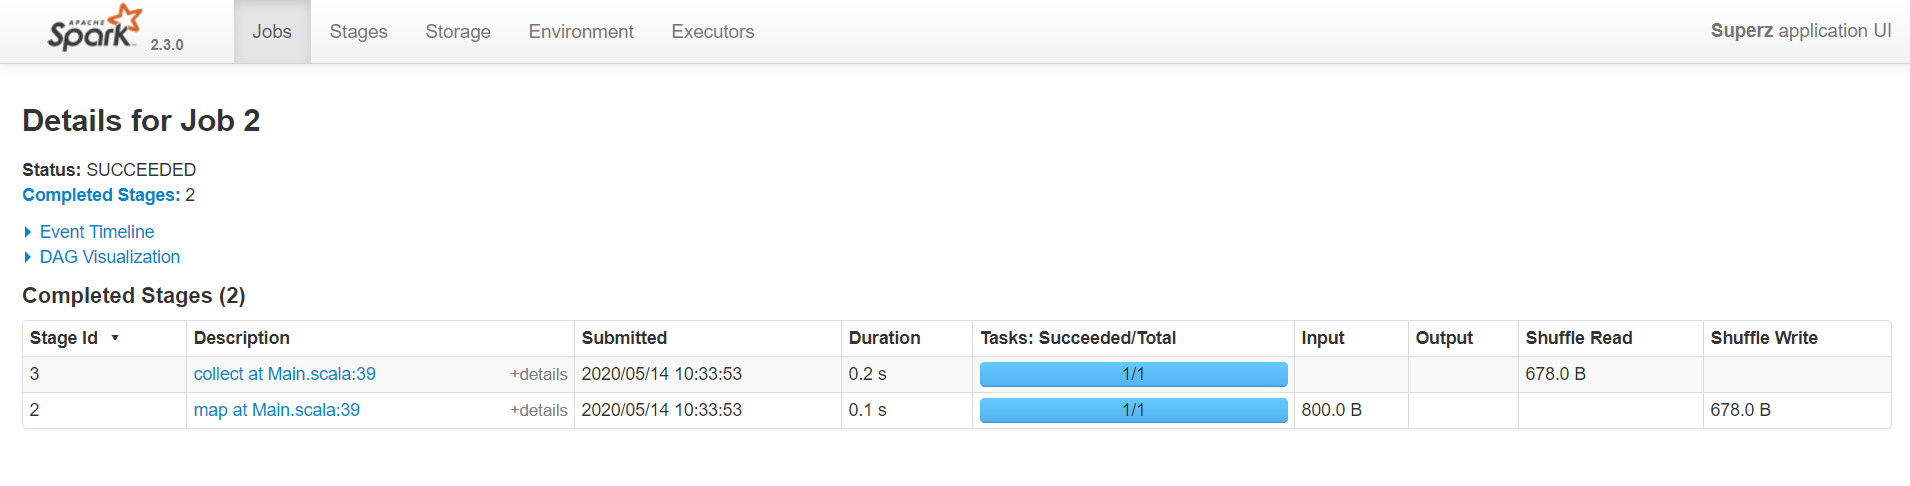 APACHE Spark 2.3.0 Jobs Stages Storage Environment Executors Superz application UI
Details for Job 2
Status: SUCCEEDED
Completed Stages: 2
Event Timeline
DAG Visualization
Completed Stages (2)
Stage Id Description Submitted Duration Tasks: Succeeded/Total Input Output Shuffle Read Shuffle Write
3 collect at Main.scala:39 +details 2020/05/14 10:33:53 0.2 s 1/1 678.0 B
2 map at Main.scala:39 +details 2020/05/14 10:33:53 0.1 s 1/1 800.0 B 678.0 B